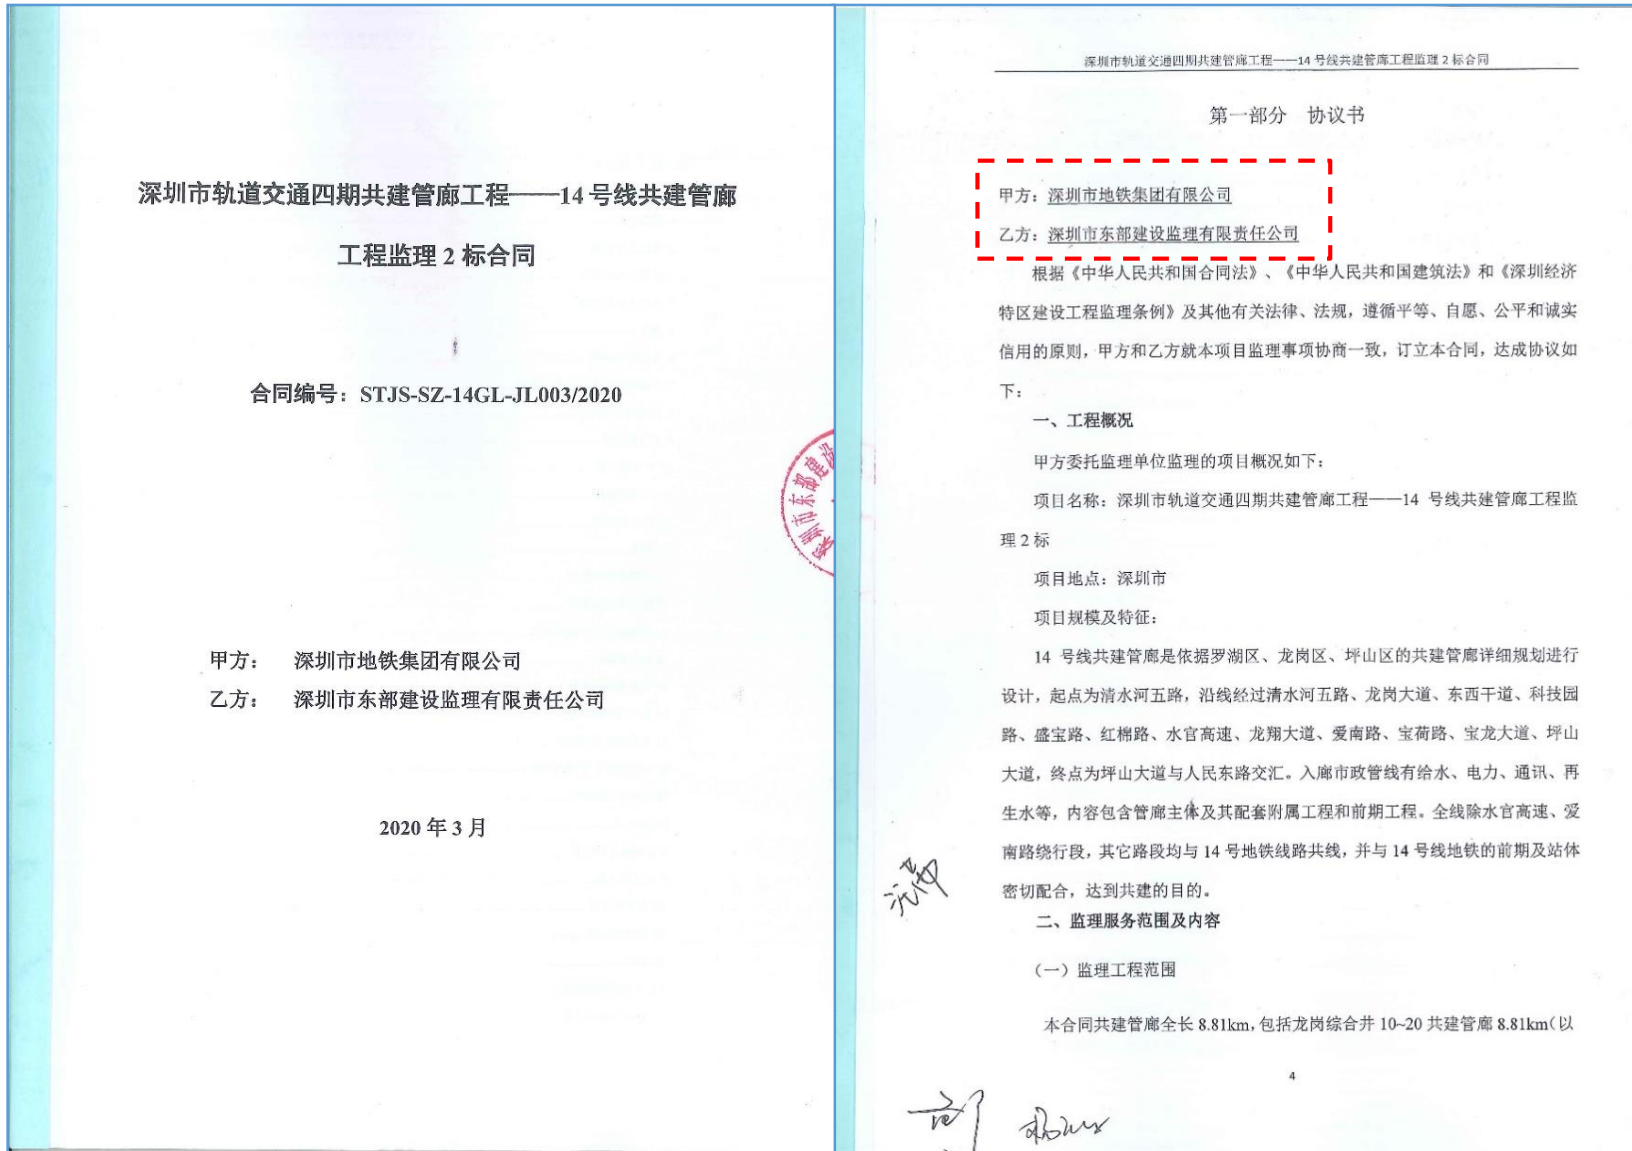 深圳市轨道交通四期共建管廊工程——14号线共建管廊
工程监理2标合同
合同编号：STJS-SZ-14GL-JL003/2020
深圳市东部建设
甲方： 深圳市地铁集团有限公司
乙方： 深圳市东部建设监理有限责任公司
2020年3月
深圳市轨道交通四期共建管廊工程——14号线共建管廊工程监理2标合同
第一部分 协议书
甲方：深圳市地铁集团有限公司
乙方：深圳市东部建设监理有限责任公司
根据《中华人民共和国合同法》、《中华人民共和国建筑法》和《深圳经济
特区建设工程监理条例》及其他有关法律、法规，遵循平等、自愿、公平和诚实
信用的原则，甲方和乙方就本项目监理事项协商一致，订立本合同，达成协议如
下：
一、工程概况
甲方委托监理单位监理的项目概况如下：
项目名称：深圳市轨道交通四期共建管廊工程——14 号线共建管廊工程监
理2标
项目地点：深圳市
项目规模及特征：
14 号线共建管廊是依据罗湖区、龙岗区、坪山区的共建管廊详细规划进行
设计，起点为清水河五路，沿线经过清水河五路、龙岗大道、东西干道、科技园
路、盛宝路、红棉路、水官高速、龙翔大道、爱南路、宝荷路、宝龙大道、坪山
大道，终点为坪山大道与人民东路交汇。入廊市政管线有给水、电力、通讯、再
生水等，内容包含管廊主体及其配套附属工程和前期工程。全线除水官高速、爱
南路绕行段，其它路段均与14号地铁线路共线，并与14号线地铁的前期及站体
密切配合，达到共建的目的。
二、监理服务范围及内容
（一）监理工程范围
本合同共建管廊全长8.81km，包括龙岗综合井10~20共建管廊8.81km（以
4